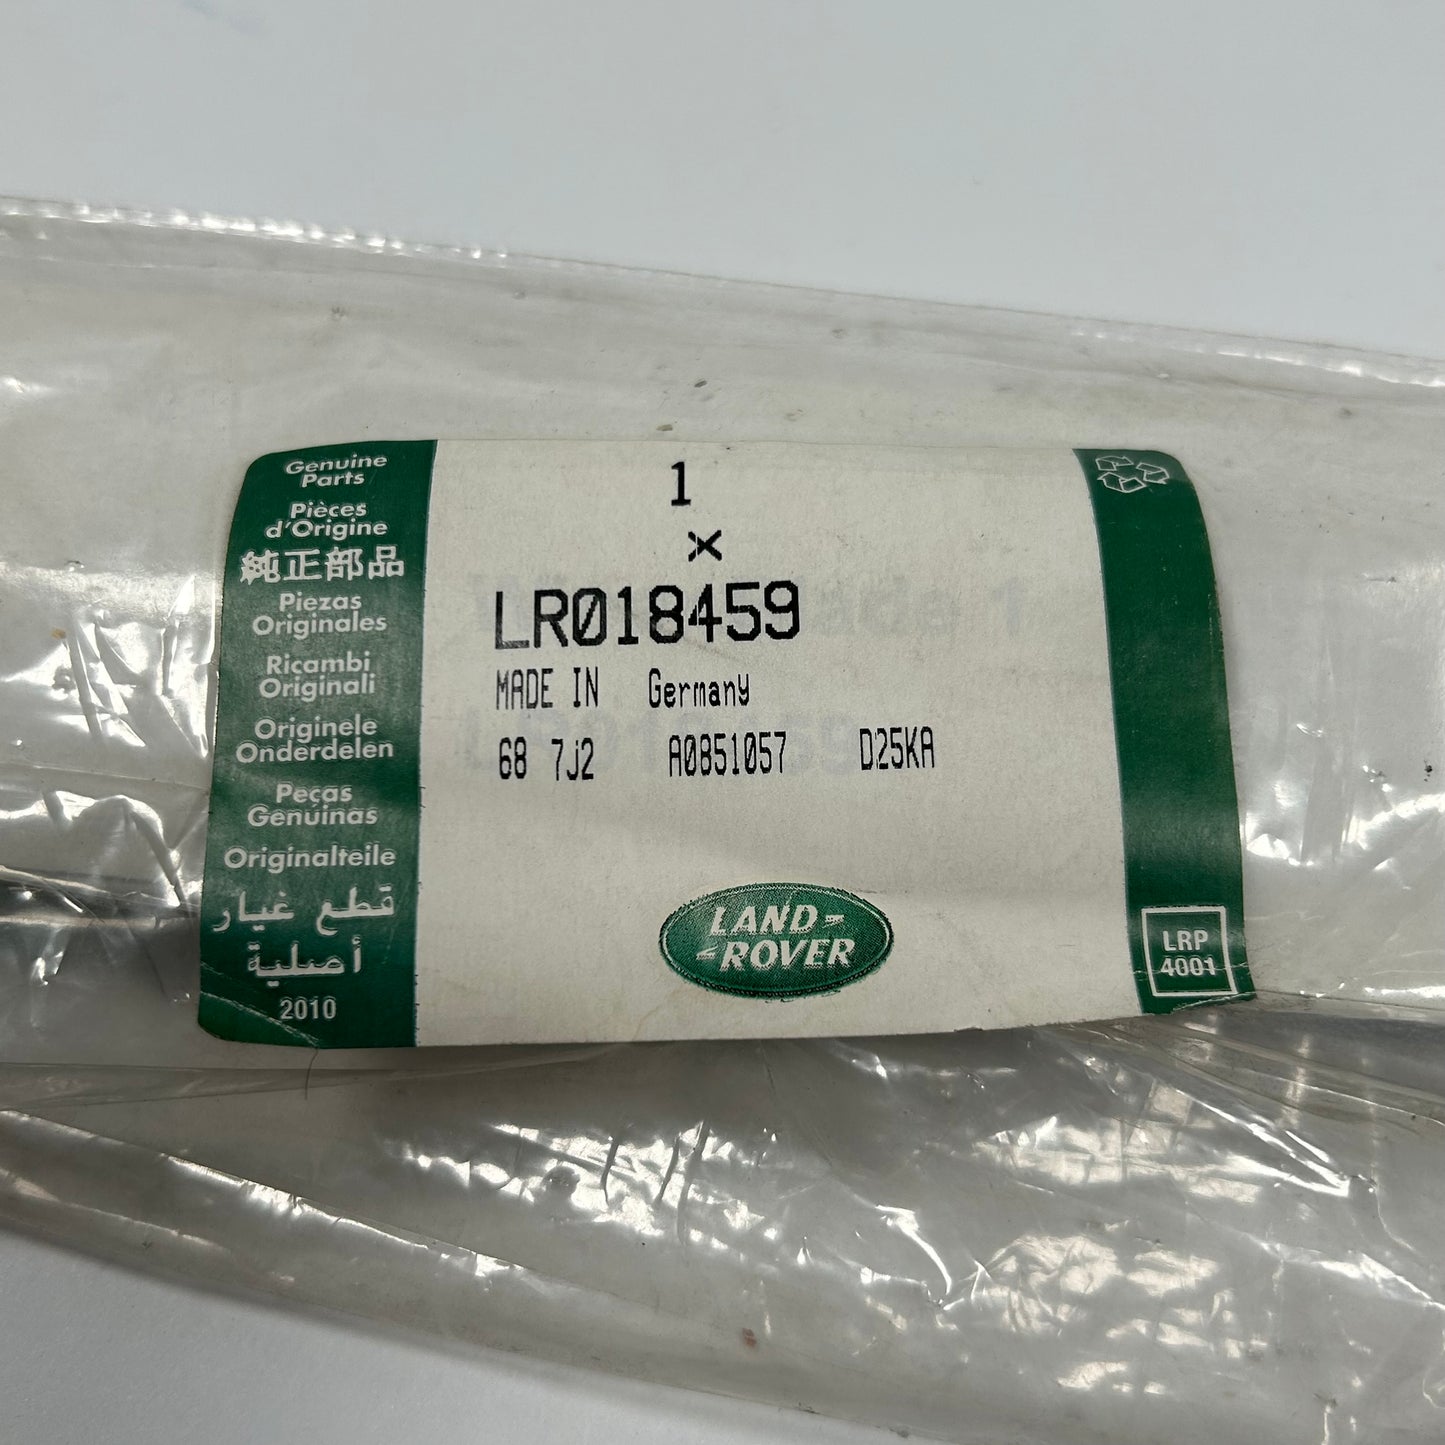 Genuine
Parts
Pièces
d'Origine
純正部品
Piezas
Originales
Ricambi
Originali
Originele
Onderdelen
Peças
Genuinas
Originalteile
قطع غيار
أصلية
2010
1
x
LR018459
MADE IN Germany
68 7j2 A0851057 D25KA
LAND-
-ROVER
LRP
4001